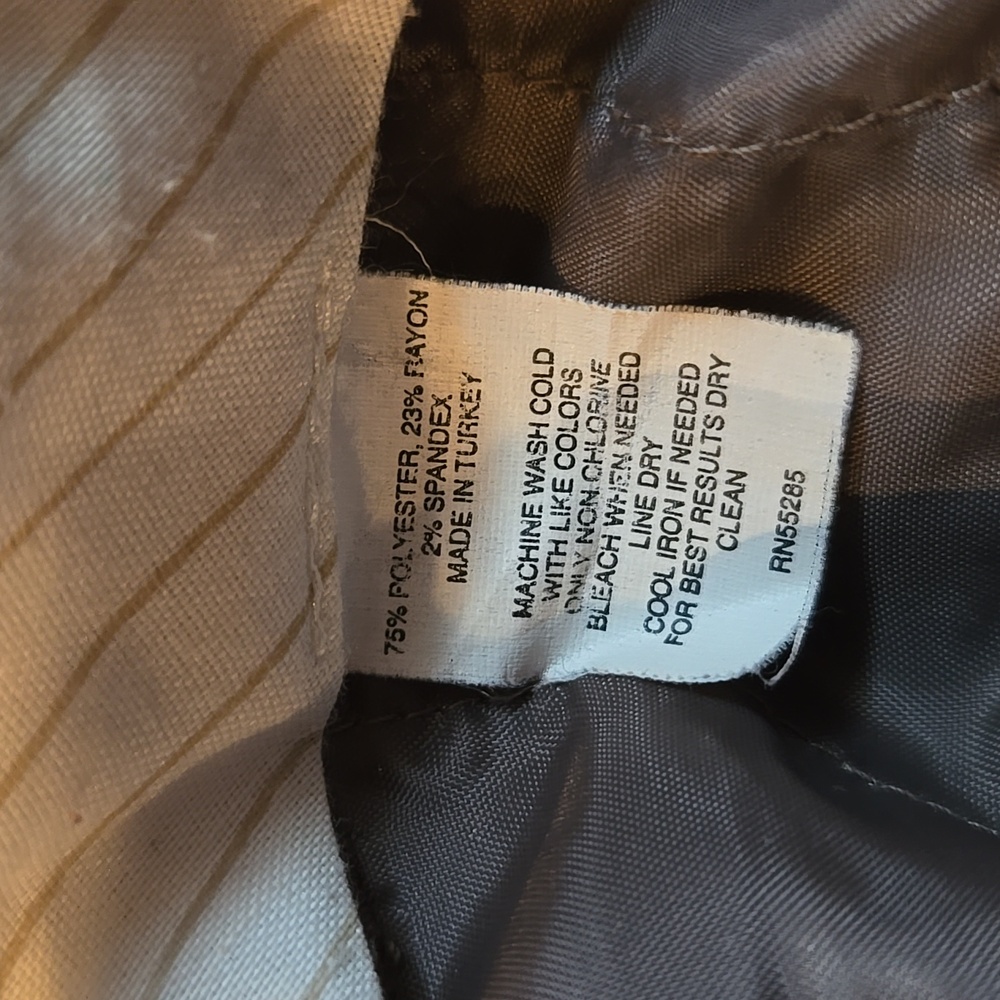 75% POLYESTER, 23% RAYON
2% SPANDEX
MADE IN TURKEY
MACHINE WASH COLD
WITH LIKE COLORS
ONLY NON CHLORINE
BLEACH WHEN NEEDED
LINE DRY
COOL IRON IF NEEDED
FOR BEST RESULTS DRY
CLEAN
RN55285